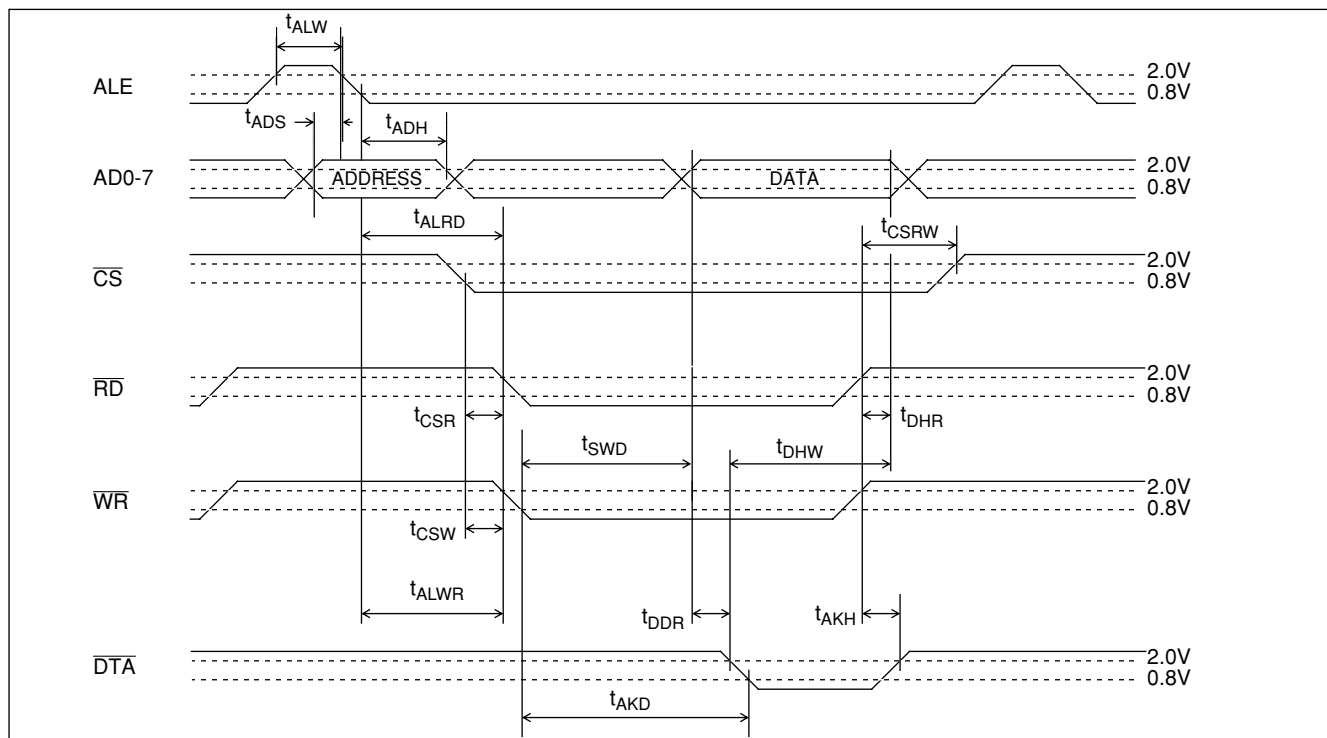 tALW
ALE
2.0V
0.8V
tADS
tADH
AD0-7
ADDRESS
DATA
2.0V
0.8V
tALRD
tCSRW
CS
2.0V
0.8V
RD
2.0V
0.8V
tCSR
tDHR
tSWD
tDHW
WR
2.0V
0.8V
tCSW
tALWR
tDDR
tAKH
DTA
2.0V
0.8V
tAKD